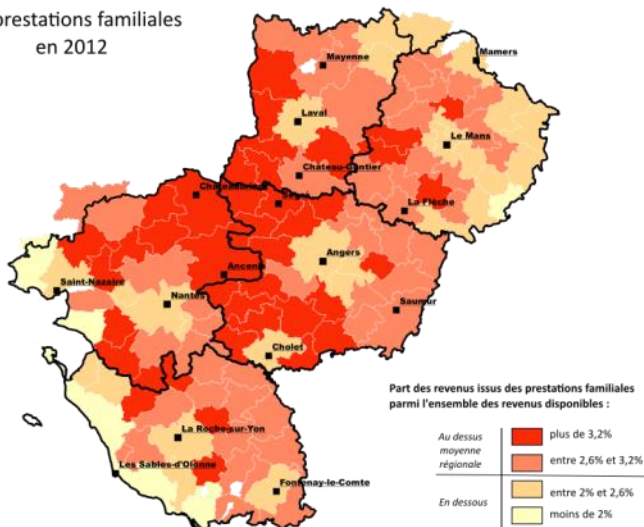 prestations familiales
en 2012
Mamers
Mayenne
Laval
Le Mans
Château-Gontier
Châteaubriant
Segré
La Flèche
Angers
Ancenis
Saint-Nazaire
Nantes
Saumur
Cholet
Part des revenus issus des prestations familiales
parmi l'ensemble des revenus disponibles :
La Roche-sur-Yon
Au dessus
moyenne
régionale
plus de 3,2%
entre 2,6% et 3,2%
Les Sables-d'Olonne
Fontenay-le-Comte
En dessous
entre 2% et 2,6%
moins de 2%